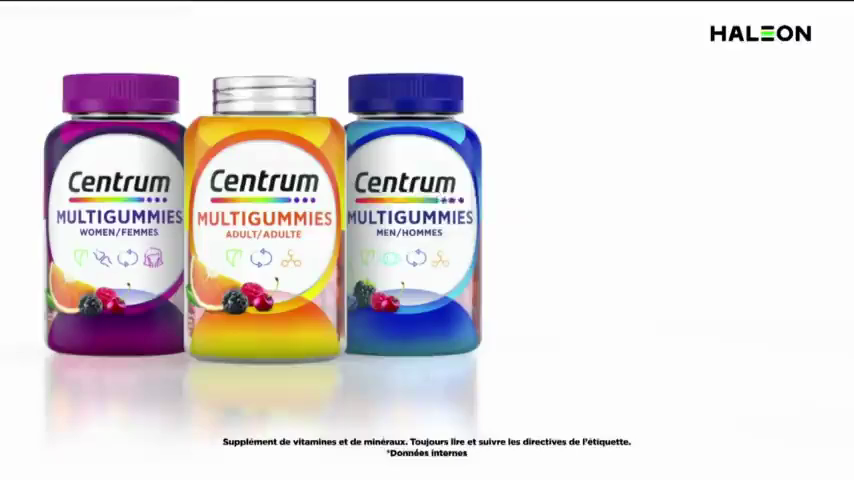 HALEON
Centrum
MULTIGUMMIES
WOMEN/FEMMES
Centrum
MULTIGUMMIES
ADULT/ADULTE
Centrum
MULTIGUMMIES
MEN/HOMMES
Supplément de vitamines et de minéraux. Toujours lire et suivre les directives de l'étiquette.
*Données internes